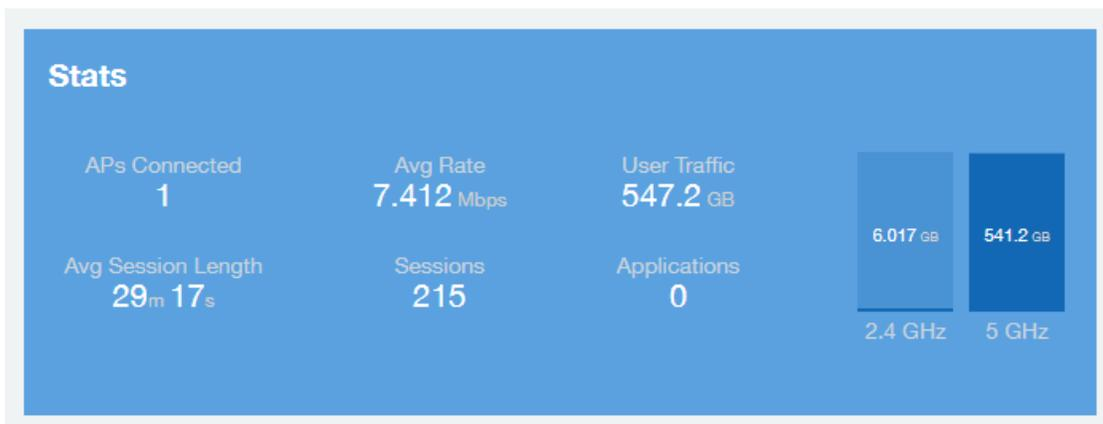 Stats
APs Connected
1
Avg Rate
7.412 Mbps
User Traffic
547.2 GB
Avg Session Length
29m 17s
Sessions
215
Applications
0
6.017 GB
2.4 GHz
541.2 GB
5 GHz